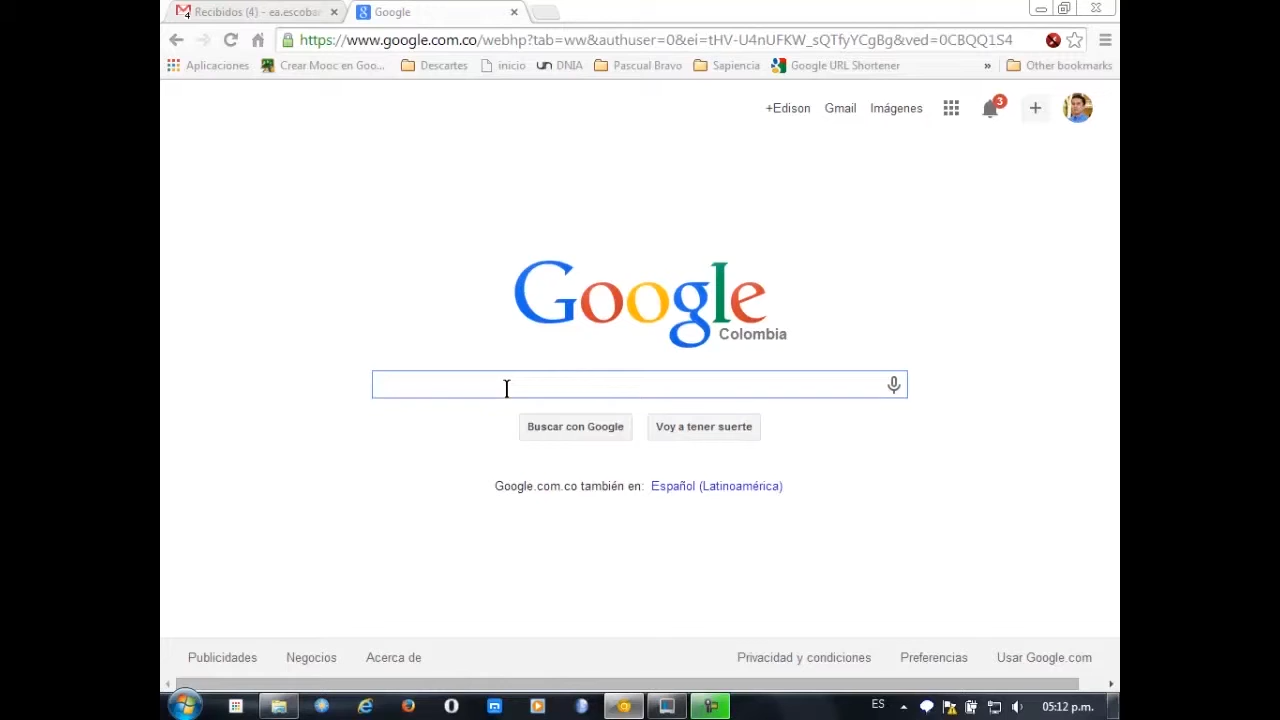 Recibidos (4) - ea.escobar
Google
https://www.google.com.co/webhp?tab=ww&authuser=0&ei=tHV-U4nUFKW_sQTfyYCgBg&ved=0CBQQ1S4
Aplicaciones
Crear Mooc en Goo...
Descartes
inicio
DNIA
Pascual Bravo
Sapiencia
Google URL Shortener
»
Other bookmarks
+Edison
Gmail
Imágenes
3
Google
Colombia
Buscar con Google
Voy a tener suerte
Google.com.co también en: Español (Latinoamérica)
Publicidades
Negocios
Acerca de
Privacidad y condiciones
Preferencias
Usar Google.com
ES
05:12 p.m.